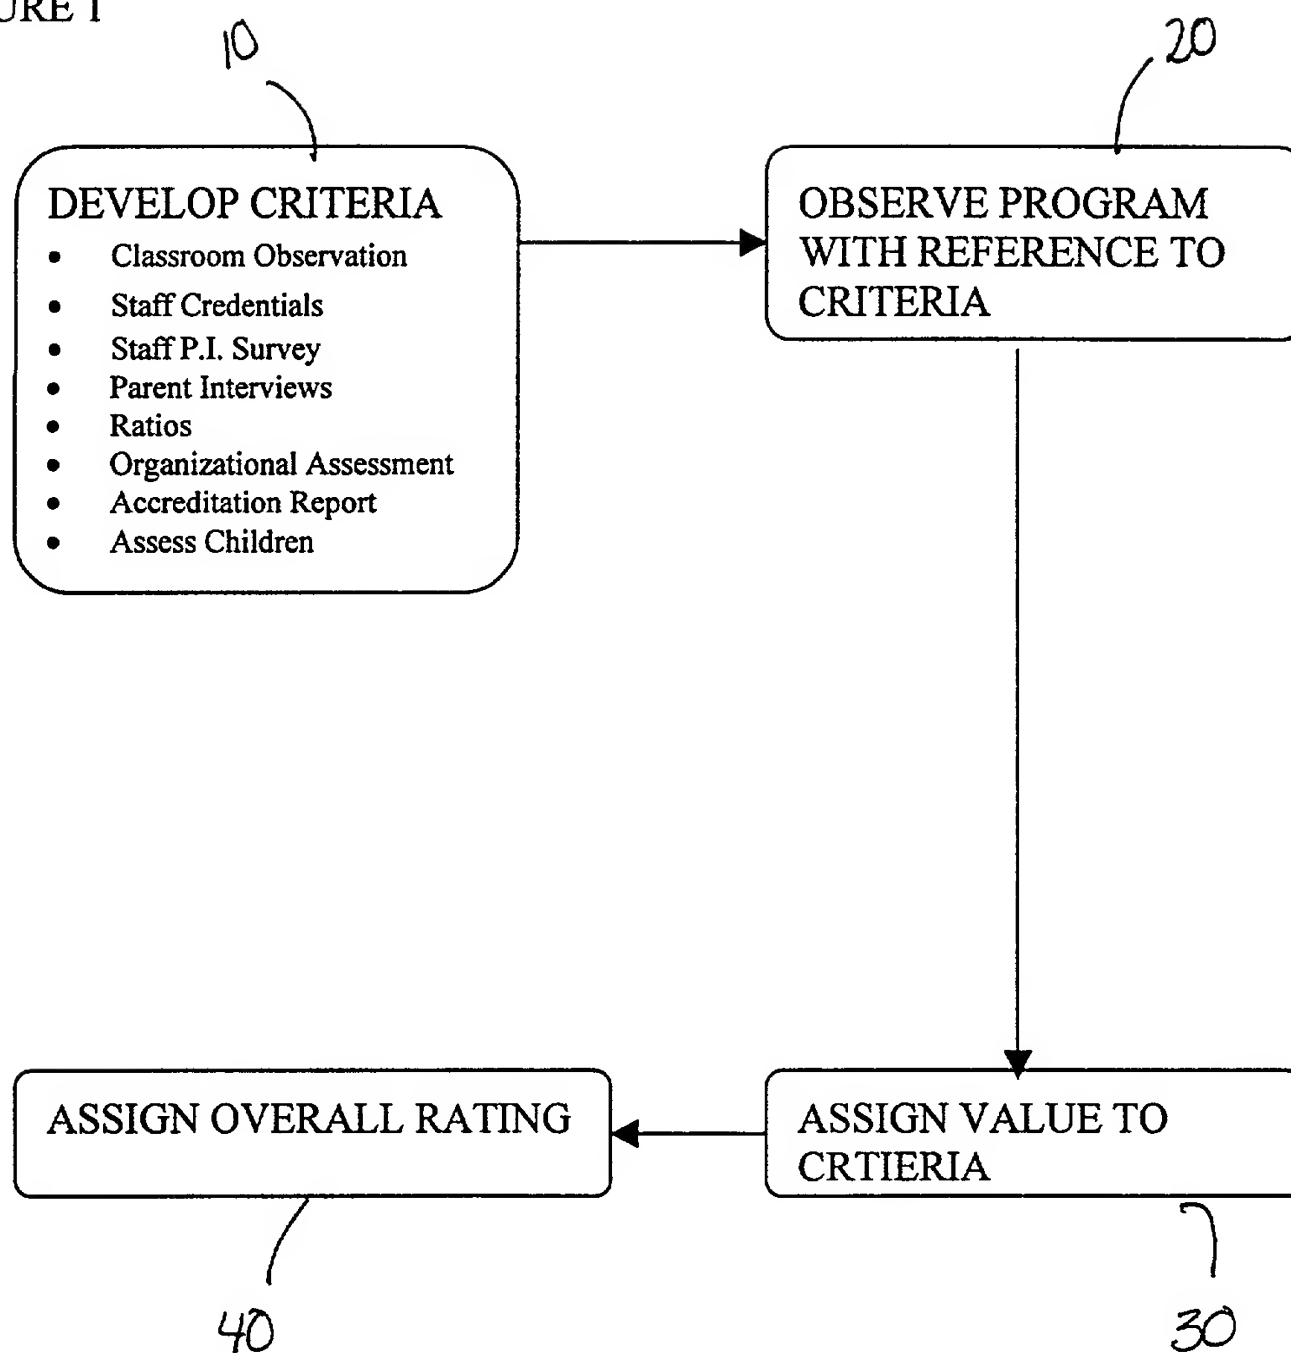 URE 1
10
20
DEVELOP CRITERIA
• Classroom Observation
• Staff Credentials
• Staff P.I. Survey
• Parent Interviews
• Ratios
• Organizational Assessment
• Accreditation Report
• Assess Children
OBSERVE PROGRAM
WITH REFERENCE TO
CRITERIA
ASSIGN OVERALL RATING
ASSIGN VALUE TO
CRTIERIA
40
30